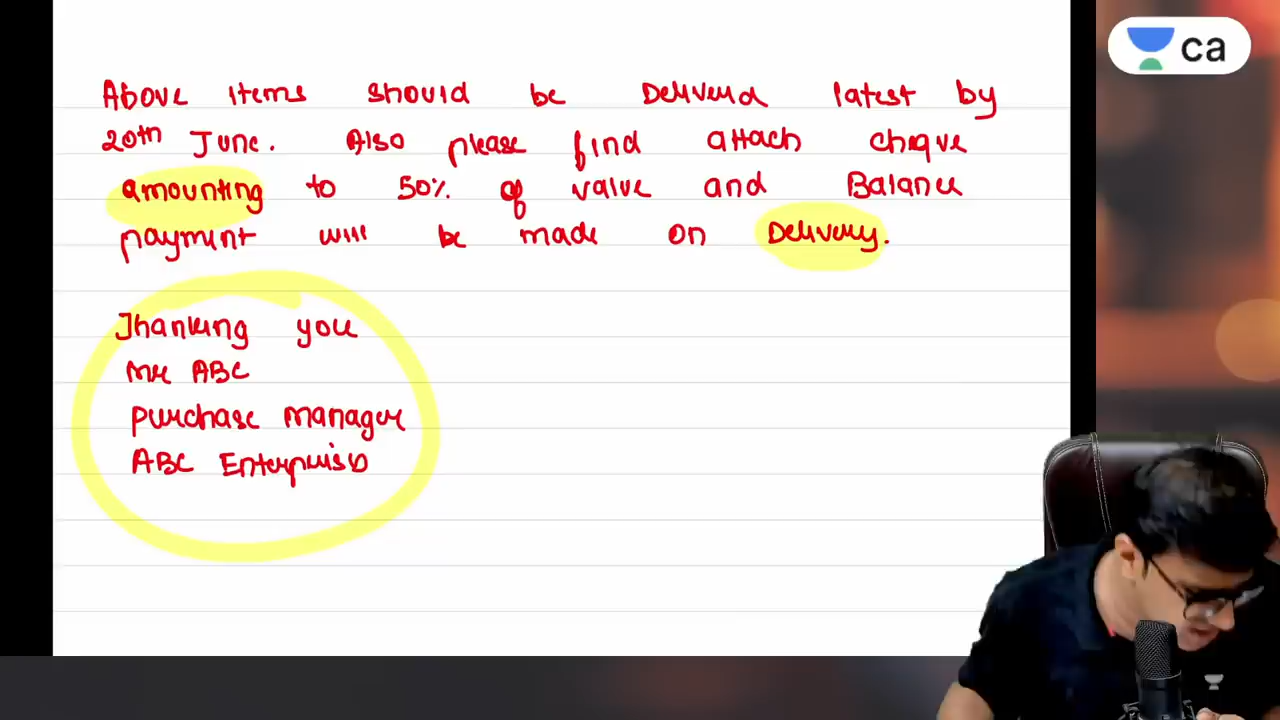 Above items should be Deliverd latest by
20th June. Also please find attach cheque
amounting to 50% of value and Balance
payment will be made on Delivery.
Thanking you
Mr ABC
Purchase Manager
ABC Enterprises
ca